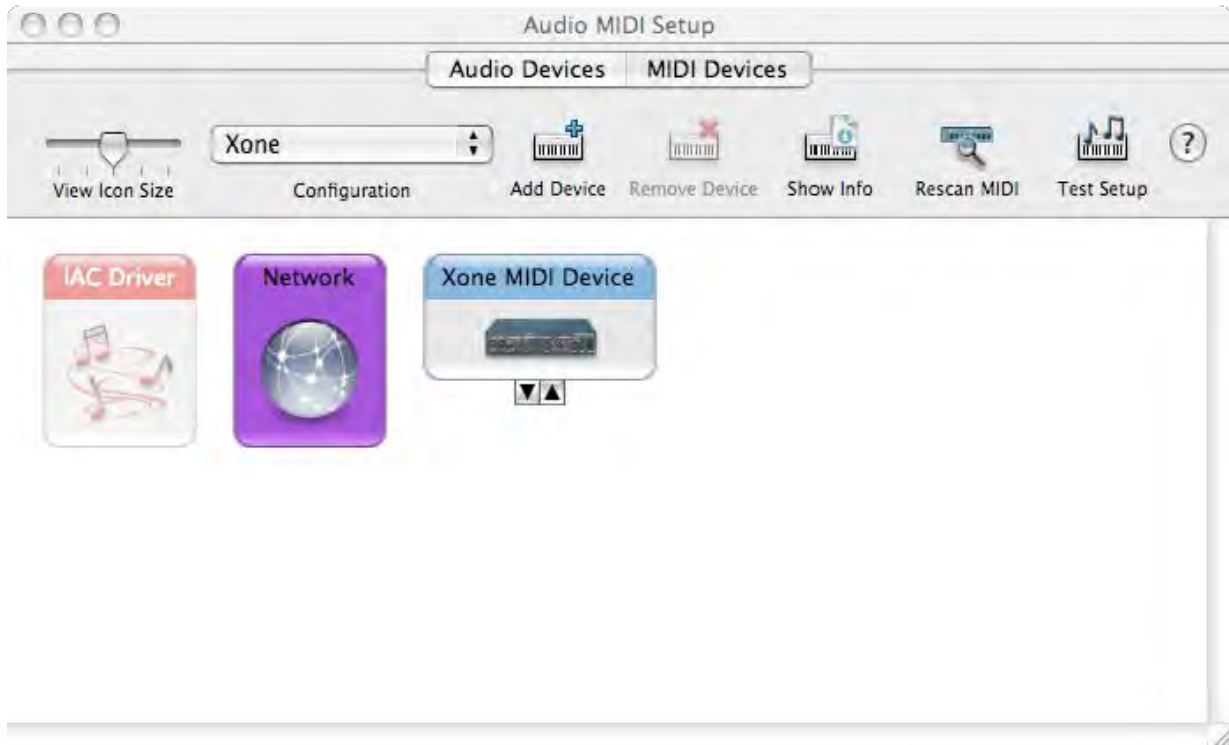 Audio MIDI Setup
Audio Devices MIDI Devices
Xone
?
View Icon Size Configuration Add Device Remove Device Show Info Rescan MIDI Test Setup
IAC Driver Network Xone MIDI Device